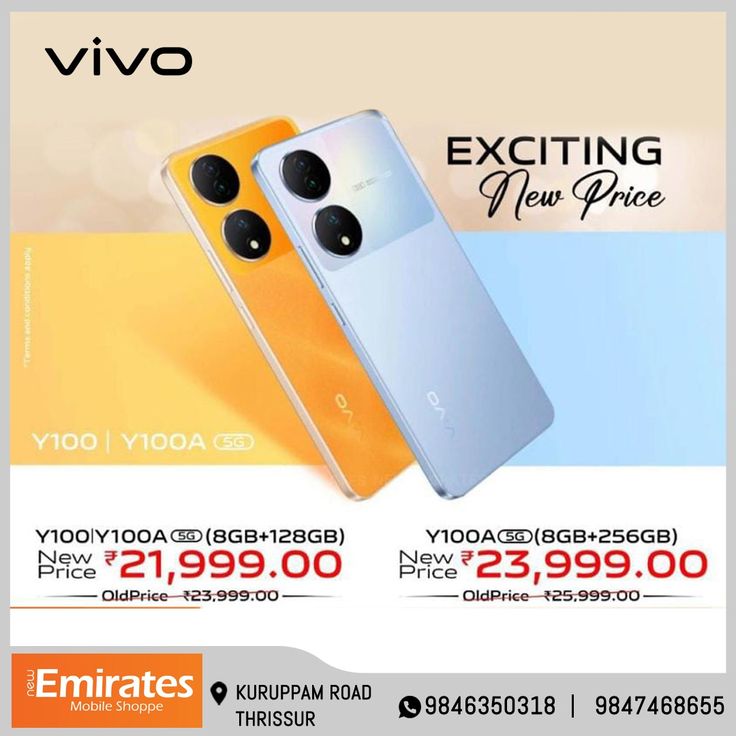 vivo
EXCITING
New Price
*Terms and conditions apply
Y100 | Y100A 5G
vivo
vivo
Y100|Y100A 5G (8GB+128GB)
New Price ₹21,999.00
OldPrice ₹23,999.00
Y100A 5G (8GB+256GB)
New Price ₹23,999.00
OldPrice ₹25,999.00
new Emirates
Mobile Shoppe
KURUPPAM ROAD
THRISSUR
9846350318 | 9847468655